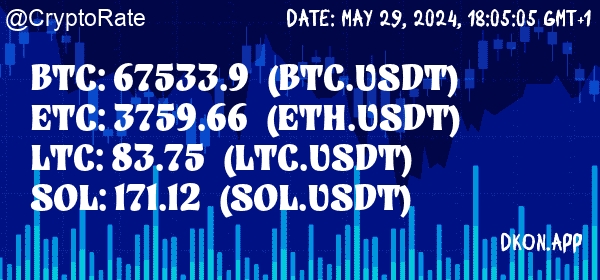 @CryptoRate
DATE: MAY 29, 2024, 18:05:05 GMT+1
BTC: 67533.9 (BTC.USDT)
ETC: 3759.66 (ETH.USDT)
LTC: 83.75 (LTC.USDT)
SOL: 171.12 (SOL.USDT)
DKON.APP